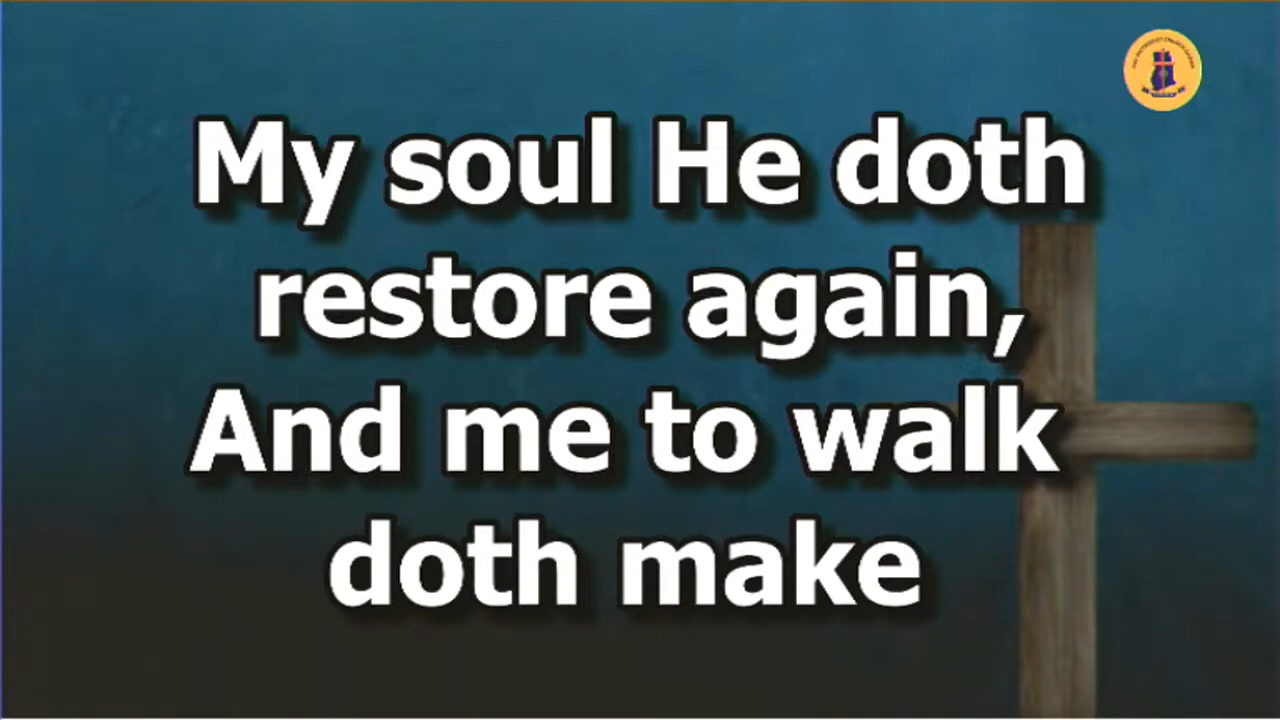 My soul He doth
restore again,
And me to walk
doth make